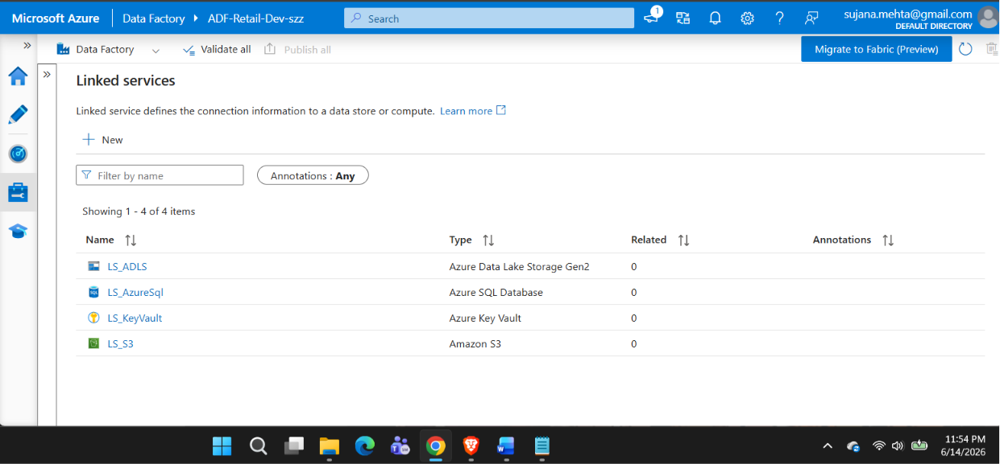 Microsoft Azure Data Factory ADF-Retail-Dev-szz Search 1 sujana.mehta@gmail.com
DEFAULT DIRECTORY
Data Factory Validate all Publish all Migrate to Fabric (Preview)
Linked services
Linked service defines the connection information to a data store or compute. Learn more
New
Filter by name Annotations : Any
Showing 1 - 4 of 4 items
Name Type Related Annotations
LS_ADLS Azure Data Lake Storage Gen2 0
SQL LS_AzureSql Azure SQL Database 0
LS_KeyVault Azure Key Vault 0
LS_S3 Amazon S3 0
11:54 PM
6/14/2026